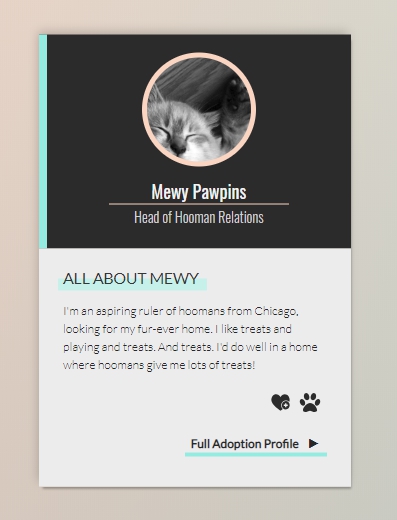 Mewy Pawpins
Head of Hooman Relations
ALL ABOUT MEWY
I'm an aspiring ruler of hoomans from Chicago,
looking for my fur-ever home. I like treats and
playing and treats. And treats. I'd do well in a home
where hoomans give me lots of treats!
Full Adoption Profile